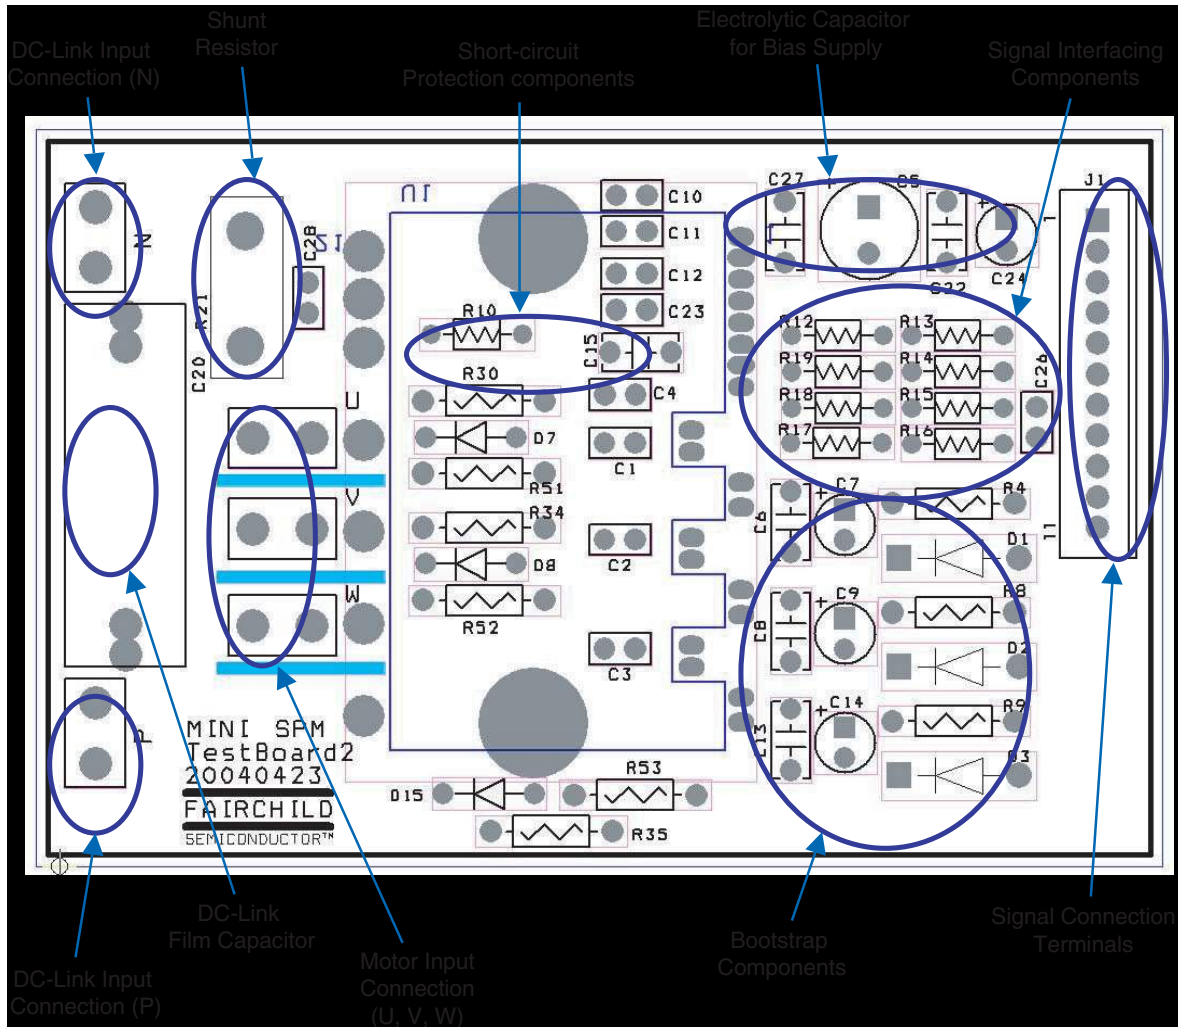 Shunt
Resistor
DC-Link Input
Connection (N)
Short-circuit
Protection components
Electrolytic Capacitor
for Bias Supply
Signal Interfacing
Components
N
R21
C28
C20
U1
C10
C11
C12
C23
R10
C15
C4
R30
D7
R51
C1
R34
D8
R52
C2
C3
U
V
W
P
C27
C5
C22
C24
J1
1
11
R12
R13
R19
R14
R18
R15
R17
R16
C26
C6
C7
R4
D1
C8
C9
R8
D2
C13
C14
R9
D3
MINI SPM
TestBoard2
20040423
FAIRCHILD
SEMICONDUCTOR™
D15
R53
R35
DC-Link
Film Capacitor
DC-Link Input
Connection (P)
Motor Input
Connection
(U, V, W)
Bootstrap
Components
Signal Connection
Terminals